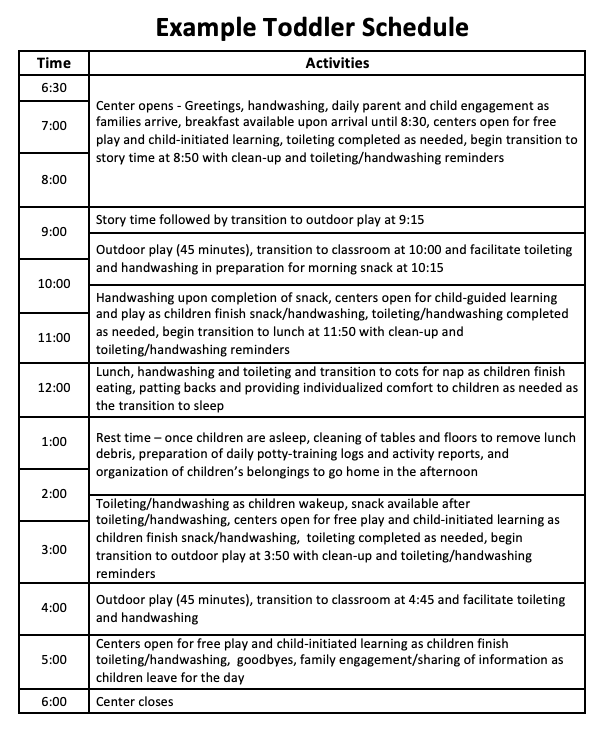 Example Toddler Schedule
Time
Activities
6:30
7:00
8:00
Center opens - Greetings, handwashing, daily parent and child engagement as
families arrive, breakfast available upon arrival until 8:30, centers open for free
play and child-initiated learning, toileting completed as needed, begin transition to
story time at 8:50 with clean-up and toileting/handwashing reminders
9:00
Story time followed by transition to outdoor play at 9:15
Outdoor play (45 minutes), transition to classroom at 10:00 and facilitate toileting
and handwashing in preparation for morning snack at 10:15
10:00
11:00
Handwashing upon completion of snack, centers open for child-guided learning
and play as children finish snack/handwashing, toileting/handwashing completed
as needed, begin transition to lunch at 11:50 with clean-up and
toileting/handwashing reminders
12:00
Lunch, handwashing and toileting and transition to cots for nap as children finish
eating, patting backs and providing individualized comfort to children as needed as
the transition to sleep
1:00
Rest time – once children are asleep, cleaning of tables and floors to remove lunch
debris, preparation of daily potty-training logs and activity reports, and
organization of children's belongings to go home in the afternoon
2:00
3:00
Toileting/handwashing as children wakeup, snack available after
toileting/handwashing, centers open for free play and child-initiated learning as
children finish snack/handwashing,  toileting completed as needed, begin
transition to outdoor play at 3:50 with clean-up and toileting/handwashing
reminders
4:00
Outdoor play (45 minutes), transition to classroom at 4:45 and facilitate toileting
and handwashing
5:00
Centers open for free play and child-initiated learning as children finish
toileting/handwashing,  goodbyes, family engagement/sharing of information as
children leave for the day
6:00
Center closes